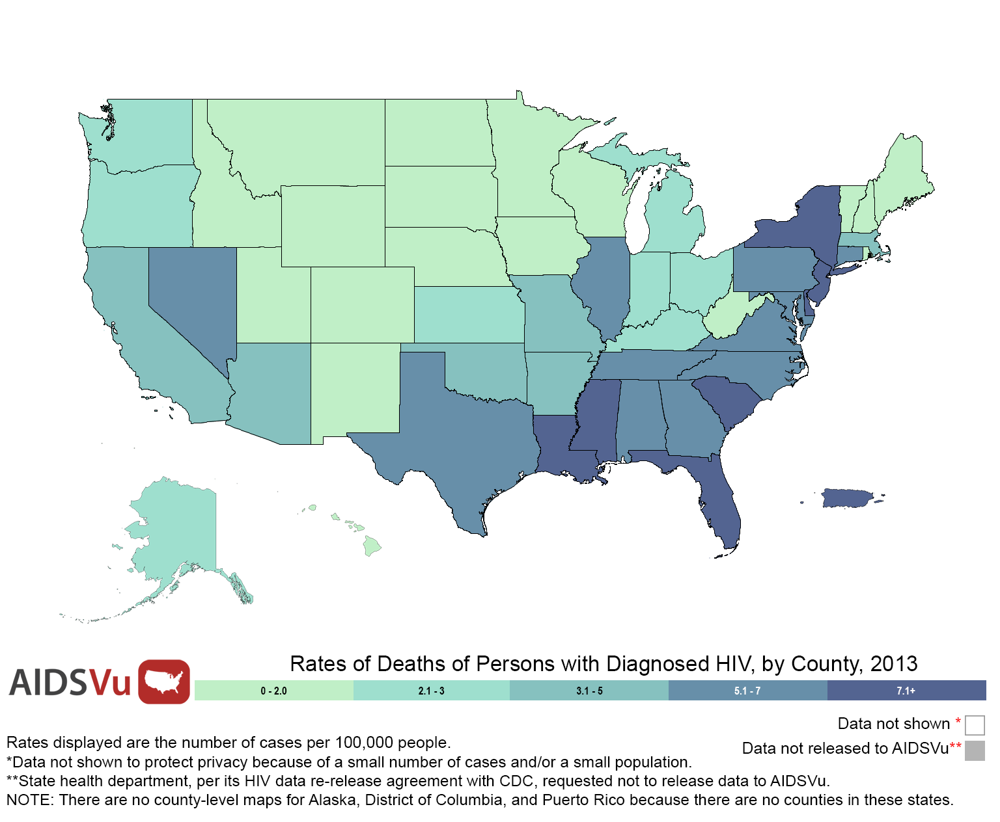 AIDSVu
Rates of Deaths of Persons with Diagnosed HIV, by County, 2013
0 - 2.0
2.1 - 3
3.1 - 5
5.1 - 7
7.1+
Data not shown *
Data not released to AIDSVu**
Rates displayed are the number of cases per 100,000 people.
*Data not shown to protect privacy because of a small number of cases and/or a small population.
**State health department, per its HIV data re-release agreement with CDC, requested not to release data to AIDSVu.
NOTE: There are no county-level maps for Alaska, District of Columbia, and Puerto Rico because there are no counties in these states.